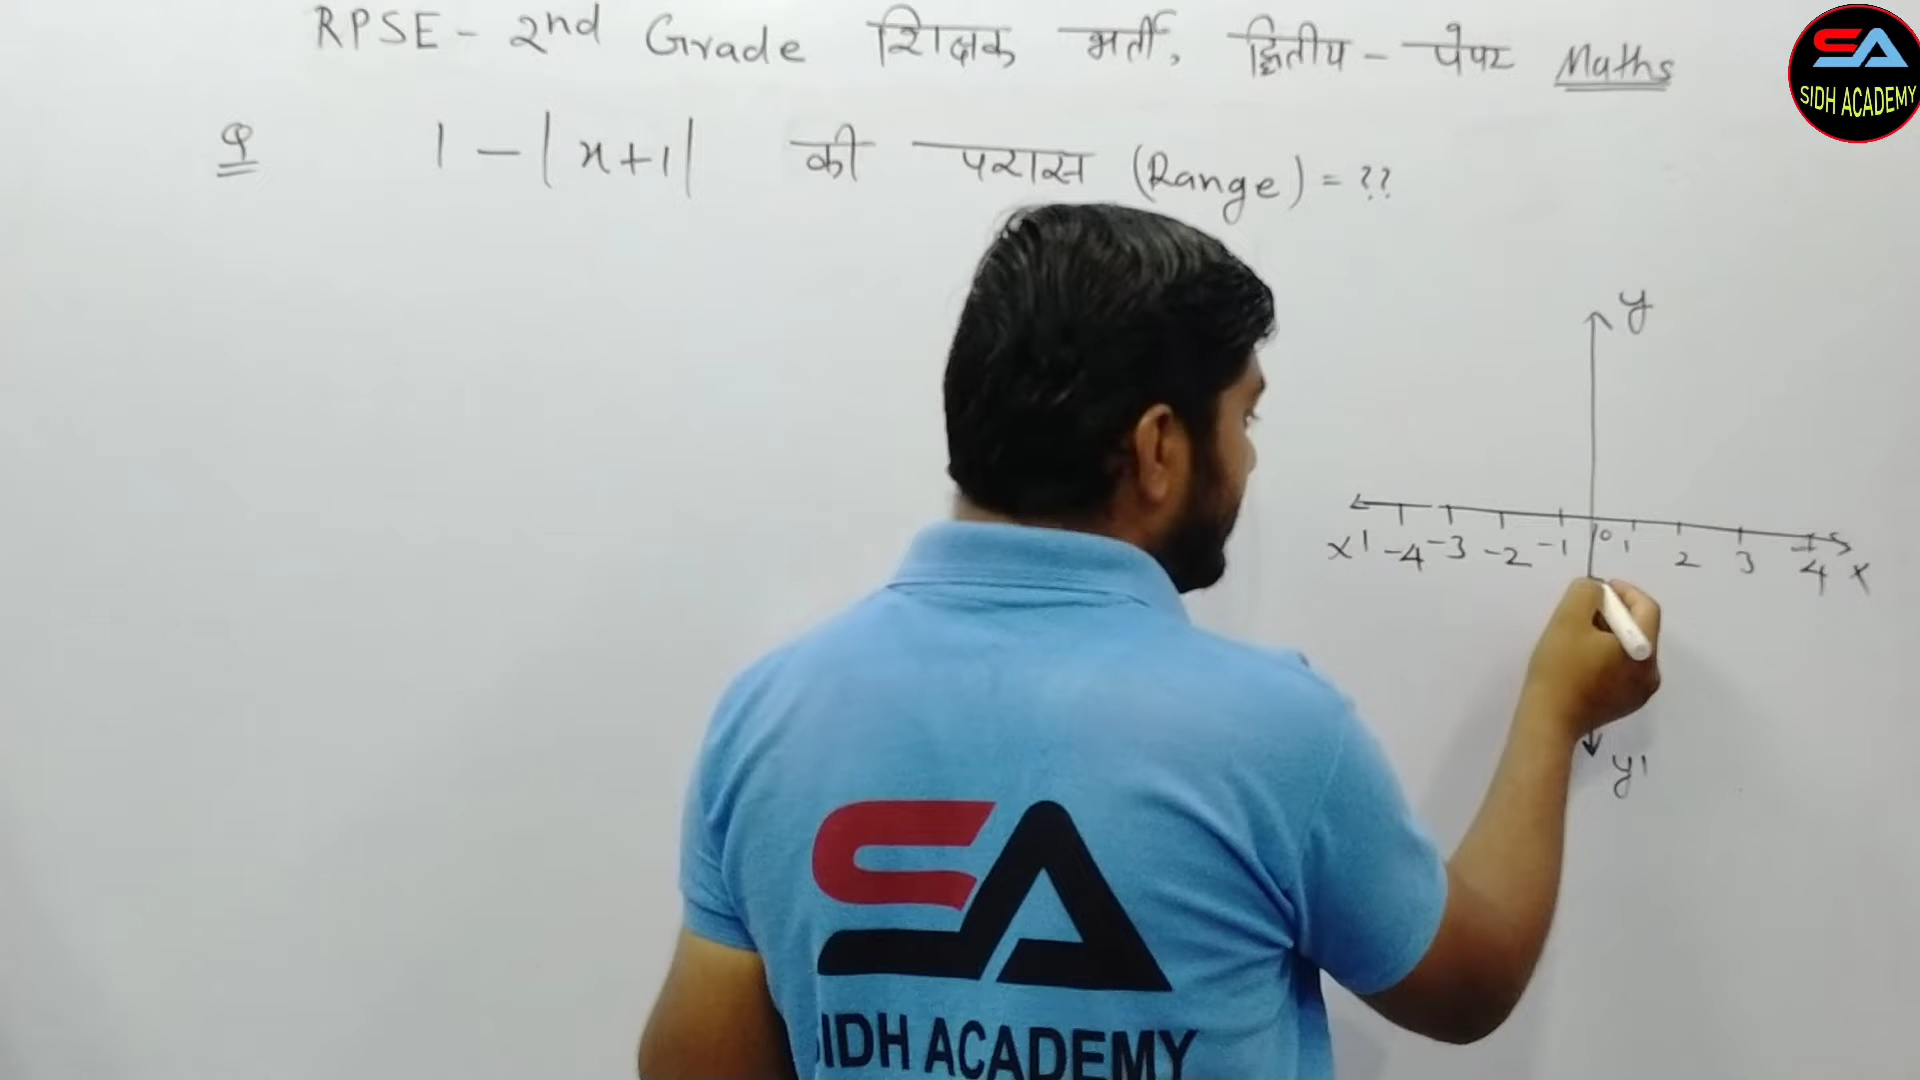 RPSE - 2nd Grade शिक्षक भर्ती, द्वितीय - पेपर Maths
SA
SIDH ACADEMY
Q 1 - |x+1| की परास (Range) = ??
y
x' -4 -3 -2 -1 0 1 2 3 4 x
y'
SA
SIDH ACADEMY